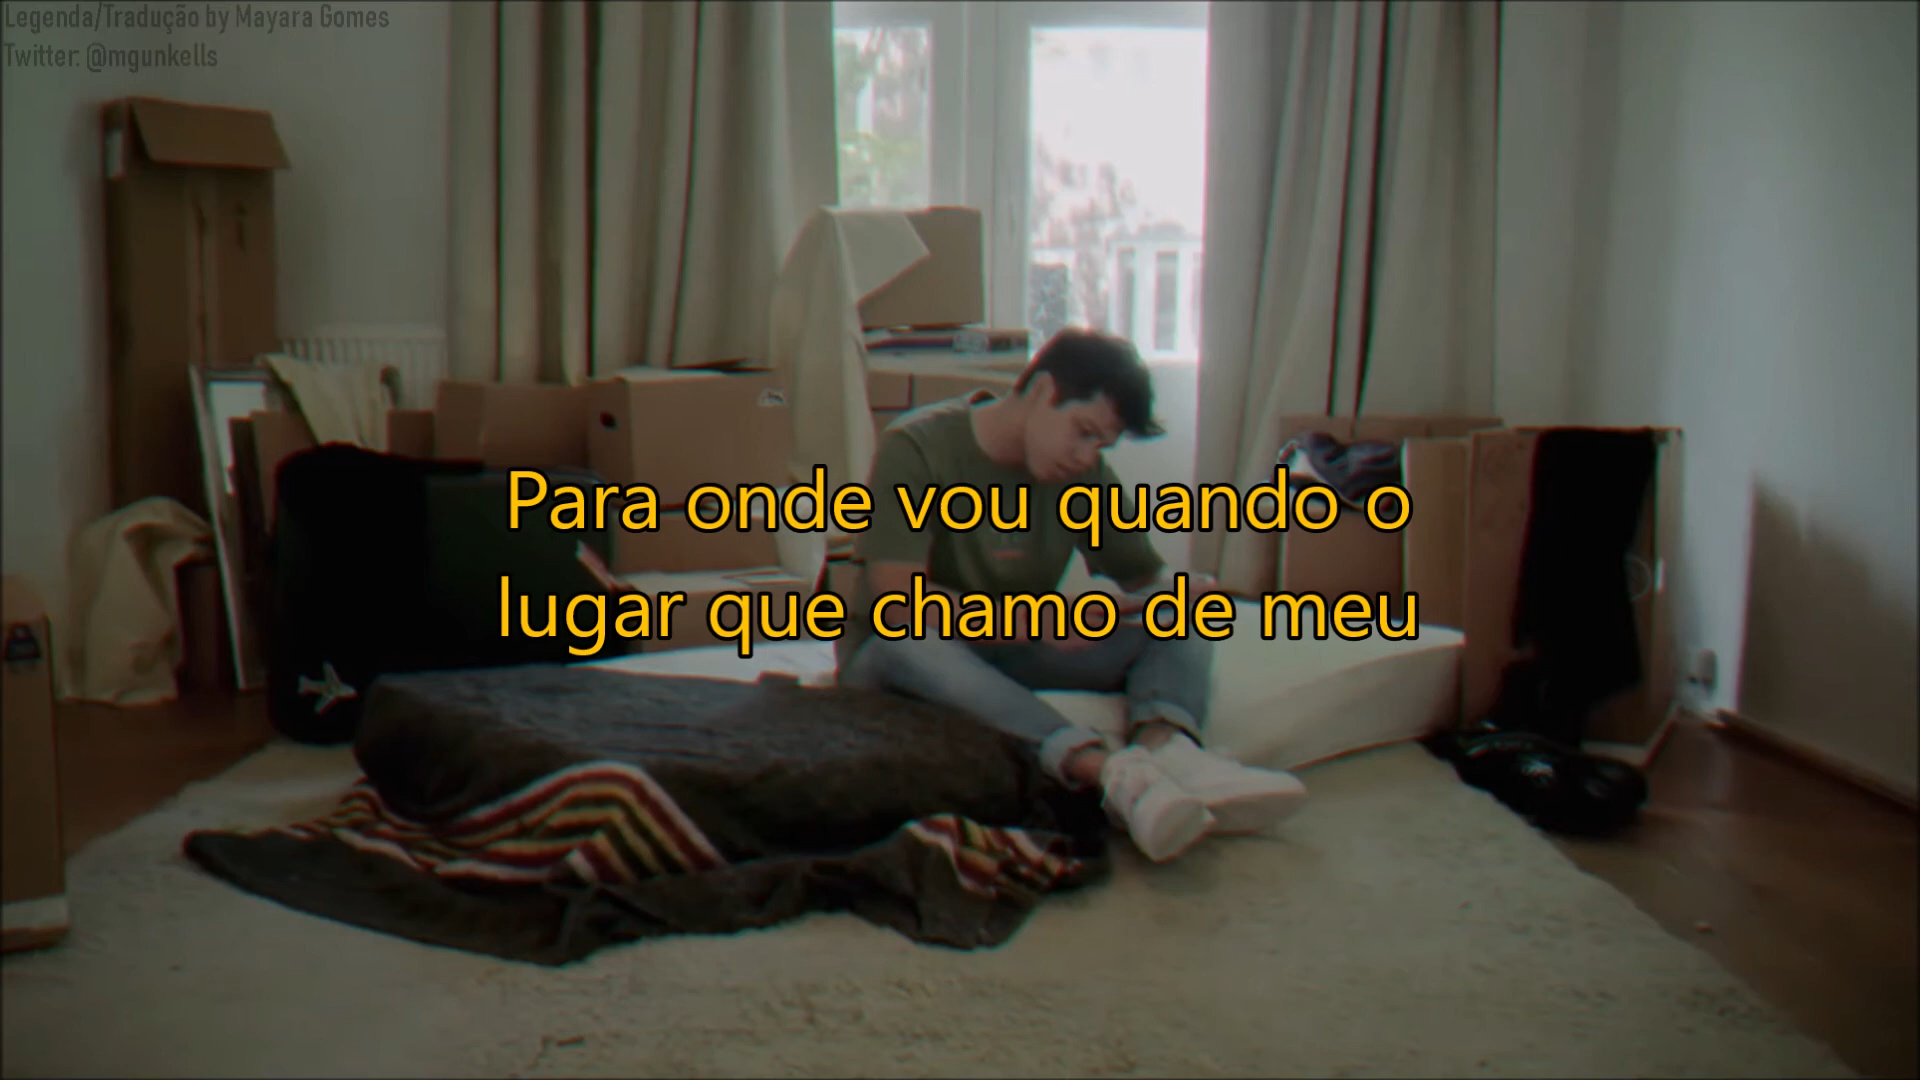 Legenda/Tradução by Mayara Gomes
Twitter: @mgunkells
Para onde vou quando o
lugar que chamo de meu